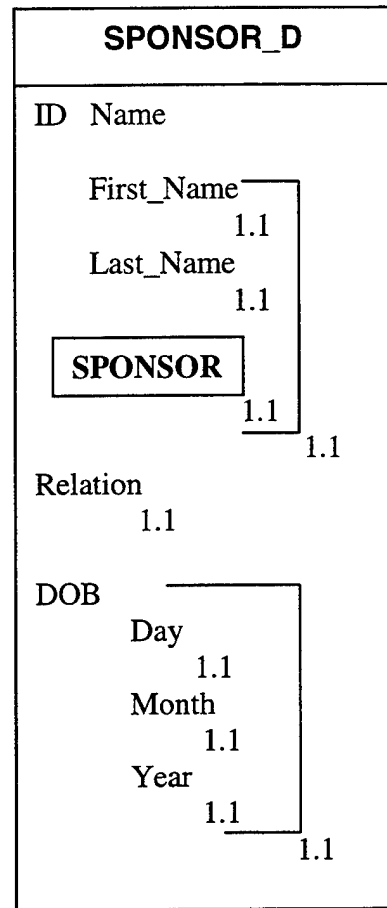 SPONSOR_D
ID Name
First_Name
1.1
Last_Name
1.1
SPONSOR
1.1
1.1
Relation
1.1
DOB
Day
1.1
Month
1.1
Year
1.1
1.1